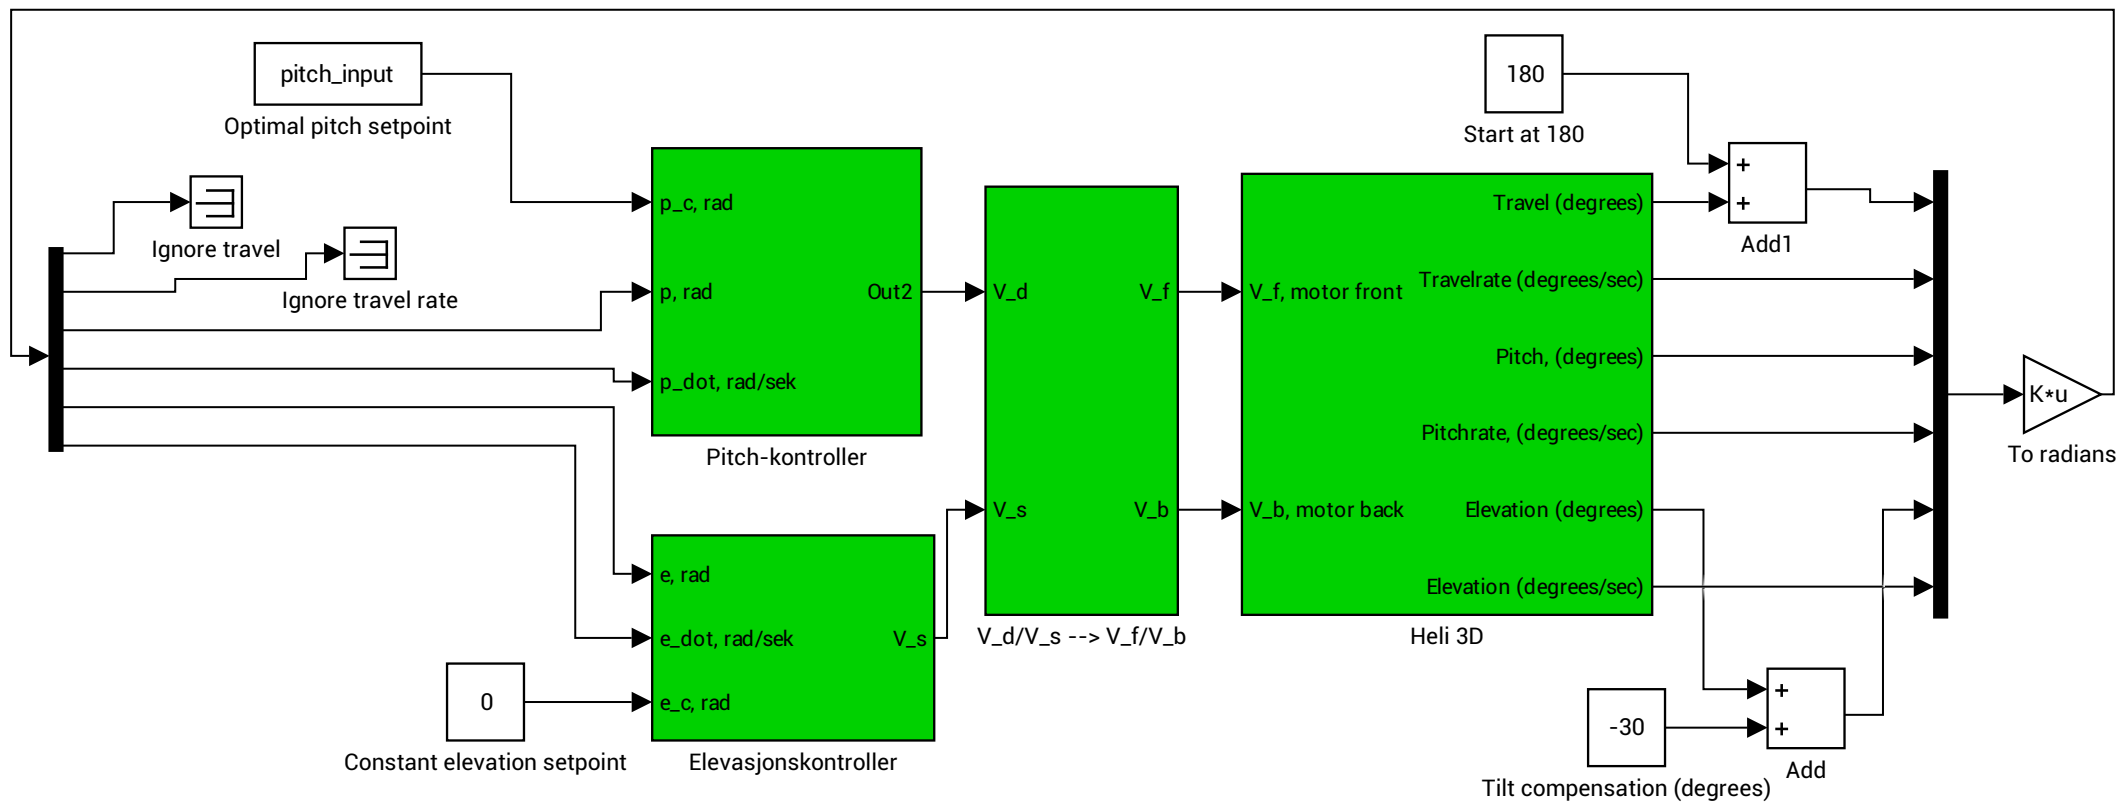 pitch_input
Optimal pitch setpoint
Ignore travel
Ignore travel rate
p_c, rad
p, rad
Out2
p_dot, rad/sek
Pitch-kontroller
e, rad
e_dot, rad/sek
V_s
e_c, rad
Elevasjonskontroller
0
Constant elevation setpoint
V_d
V_f
V_s
V_b
V_d/V_s --> V_f/V_b
Travel (degrees)
Travelrate (degrees/sec)
V_f, motor front
Pitch, (degrees)
Pitchrate, (degrees/sec)
V_b, motor back
Elevation (degrees)
Elevation (degrees/sec)
Heli 3D
180
Start at 180
+
+
Add1
-30
Tilt compensation (degrees)
+
+
Add
K*u
To radians